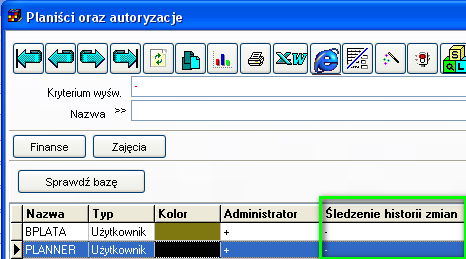 Planiści oraz autoryzacje
X:W
SQL
Kryterium wyśw. -
Nazwa >>
Finanse Zajęcia
Sprawdź bazę
Nazwa Typ Kolor Administrator Śledzenie historii zmian
BPLATA Użytkownik + -
PLANNER Użytkownik + -